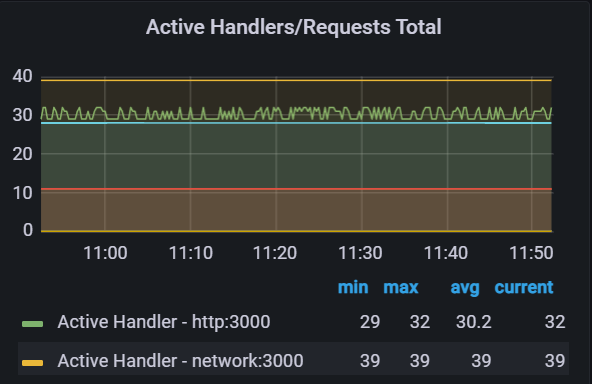 Active Handlers/Requests Total
40
30
20
10
0
11:00 11:10 11:20 11:30 11:40 11:50
min max avg current
Active Handler - http:3000 29 32 30.2 32
Active Handler - network:3000 39 39 39 39